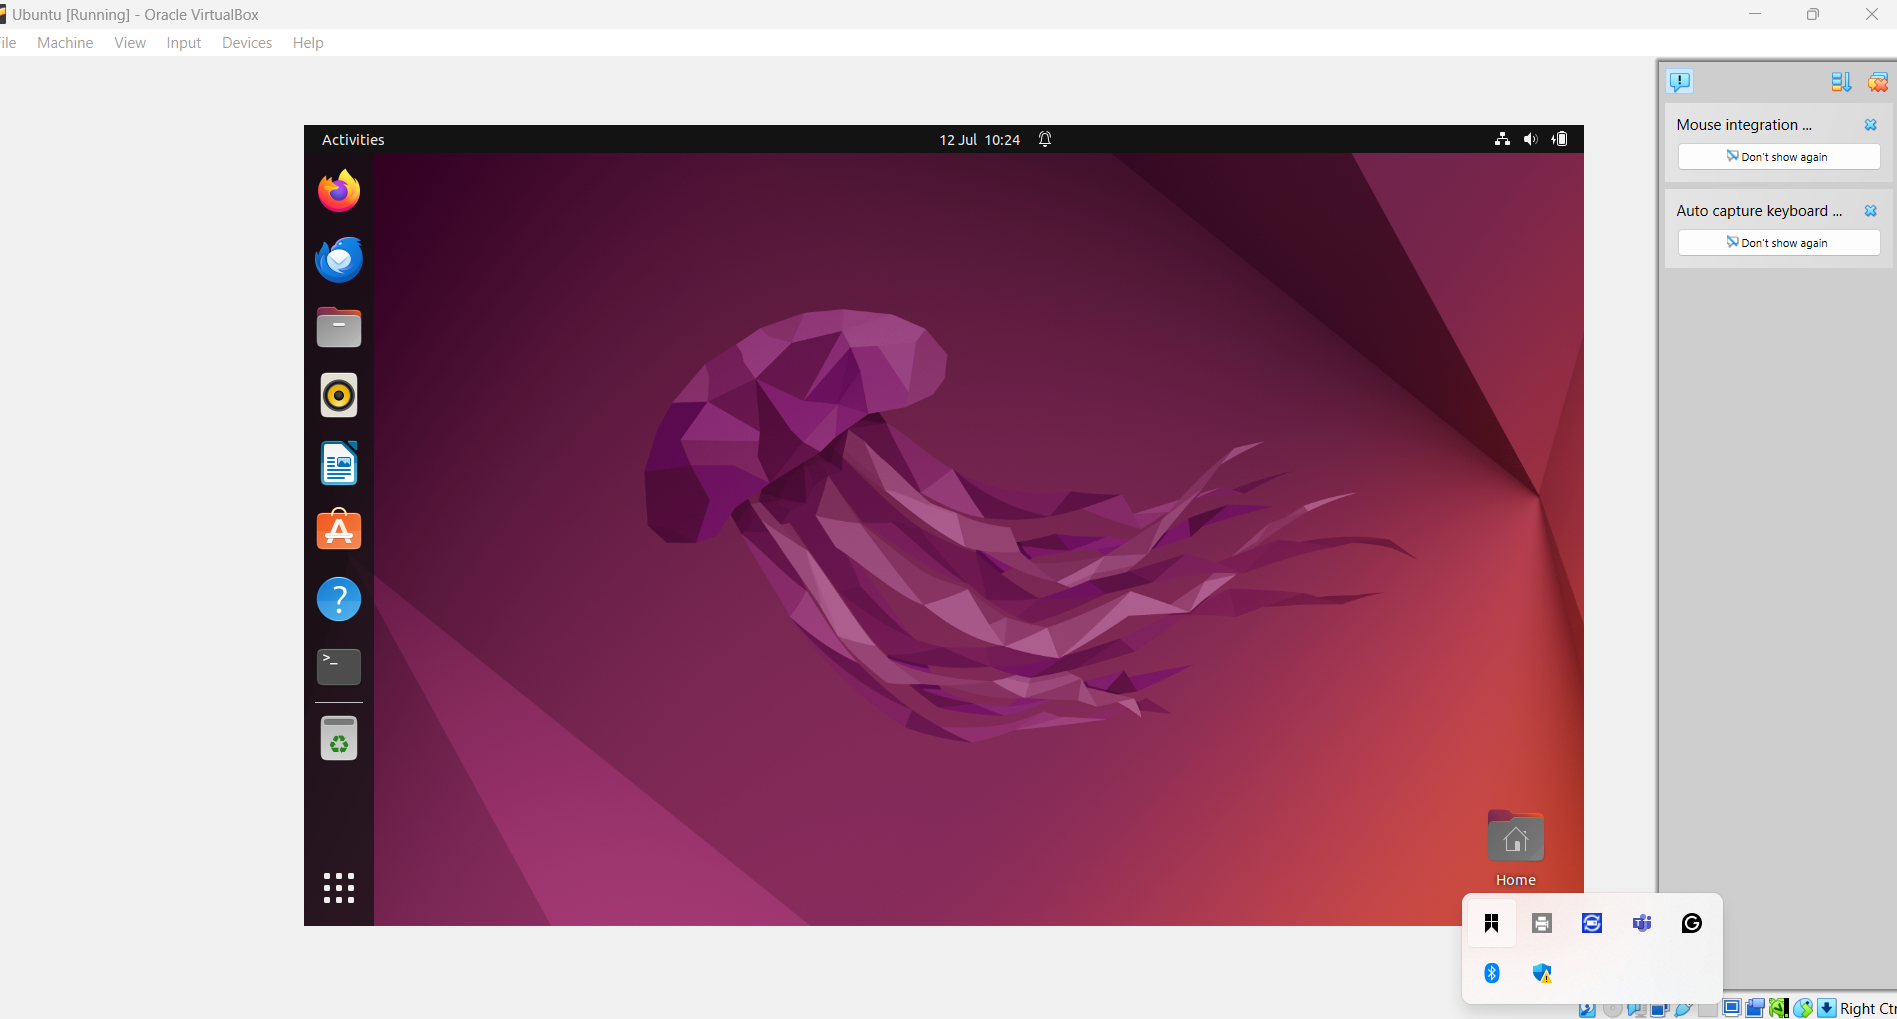 Ubuntu [Running] - Oracle VirtualBox
ile Machine View Input Devices Help
Activities
12 Jul 10:24
Mouse integration ...
Don't show again
Auto capture keyboard ...
Don't show again
>_
Home
Right Ctr